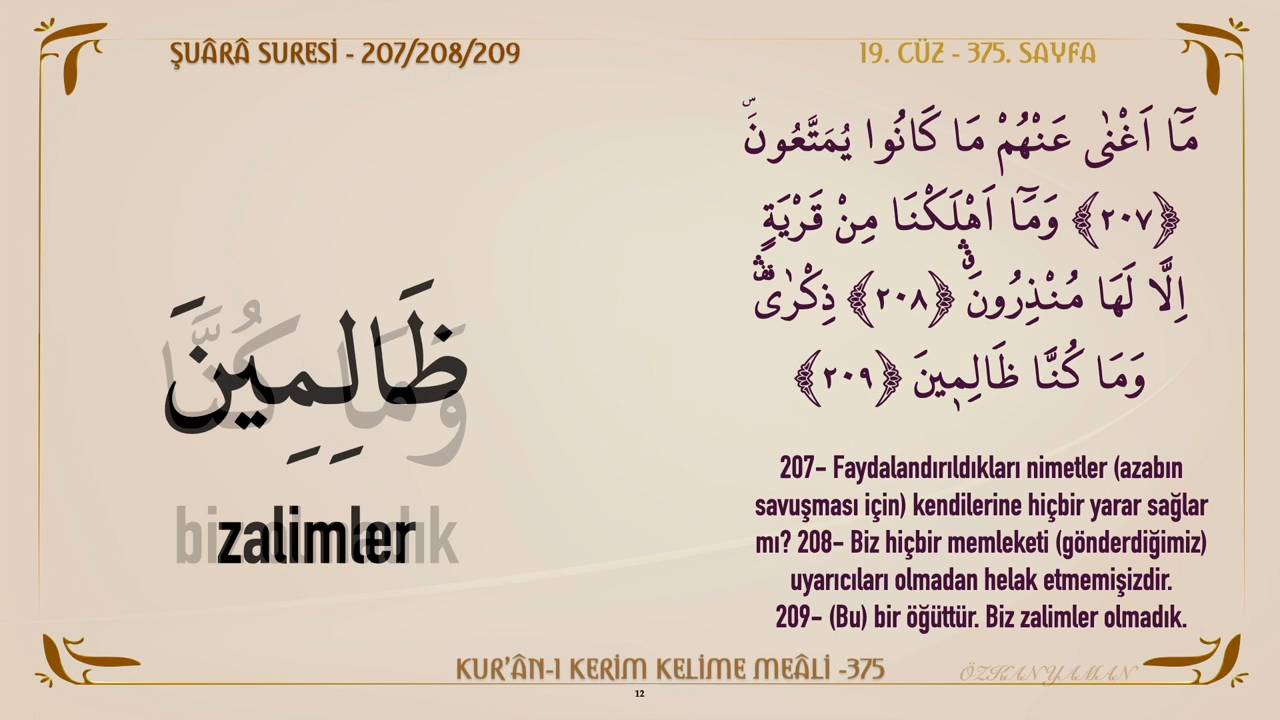 ŞUÂRÂ SURESİ - 207/208/209
19. CÜZ - 375. SAYFA
مَٓا اَغْنٰى عَنْهُمْ مَا كَانُوا يُمَتَّعُونَۜ
﴿٢٠٧﴾ وَمَٓا اَهْلَكْنَا مِنْ قَرْيَةٍ
اِلَّا لَهَا مُنْذِرُونَۗ ﴿٢٠٨﴾ ذِكْرٰىۛ
وَمَا كُنَّا ظَالِمٖينَ ﴿٢٠٩﴾
وَمَا كُنَّا
ظَالِمِينَ
zalimler
207- Faydalandırıldıkları nimetler (azabın
savuşması için) kendilerine hiçbir yarar sağlar
mı? 208- Biz hiçbir memleketi (gönderdiğimiz)
uyarıcıları olmadan helak etmemişizdir.
209- (Bu) bir öğüttür. Biz zalimler olmadık.
KUR'ÂN-I KERİM KELİME MEÂLİ -375
ÖZKAN YAMAN
12